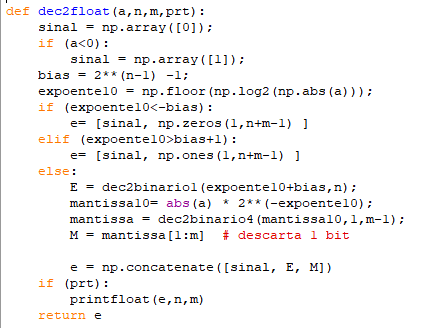 def dec2float(a,n,m,prt):
    sinal = np.array([0]);
    if (a<0):
        sinal = np.array([1]);
    bias = 2**(n-1) -1;
    expoente10 = np.floor(np.log2(np.abs(a)));
    if (expoente10<-bias):
        e= [sinal, np.zeros(1,n+m-1) ]
    elif (expoente10>bias+1):
        e= [sinal, np.ones(1,n+m-1) ]
    else:
        E = dec2binario1(expoente10+bias,n);
        mantissa10= abs(a) * 2**(-expoente10);
        mantissa = dec2binario4(mantissa10,1,m-1);
        M = mantissa[1:m]  # descarta 1 bit
        e = np.concatenate([sinal, E, M])
    if (prt):
        printfloat(e,n,m)
    return e